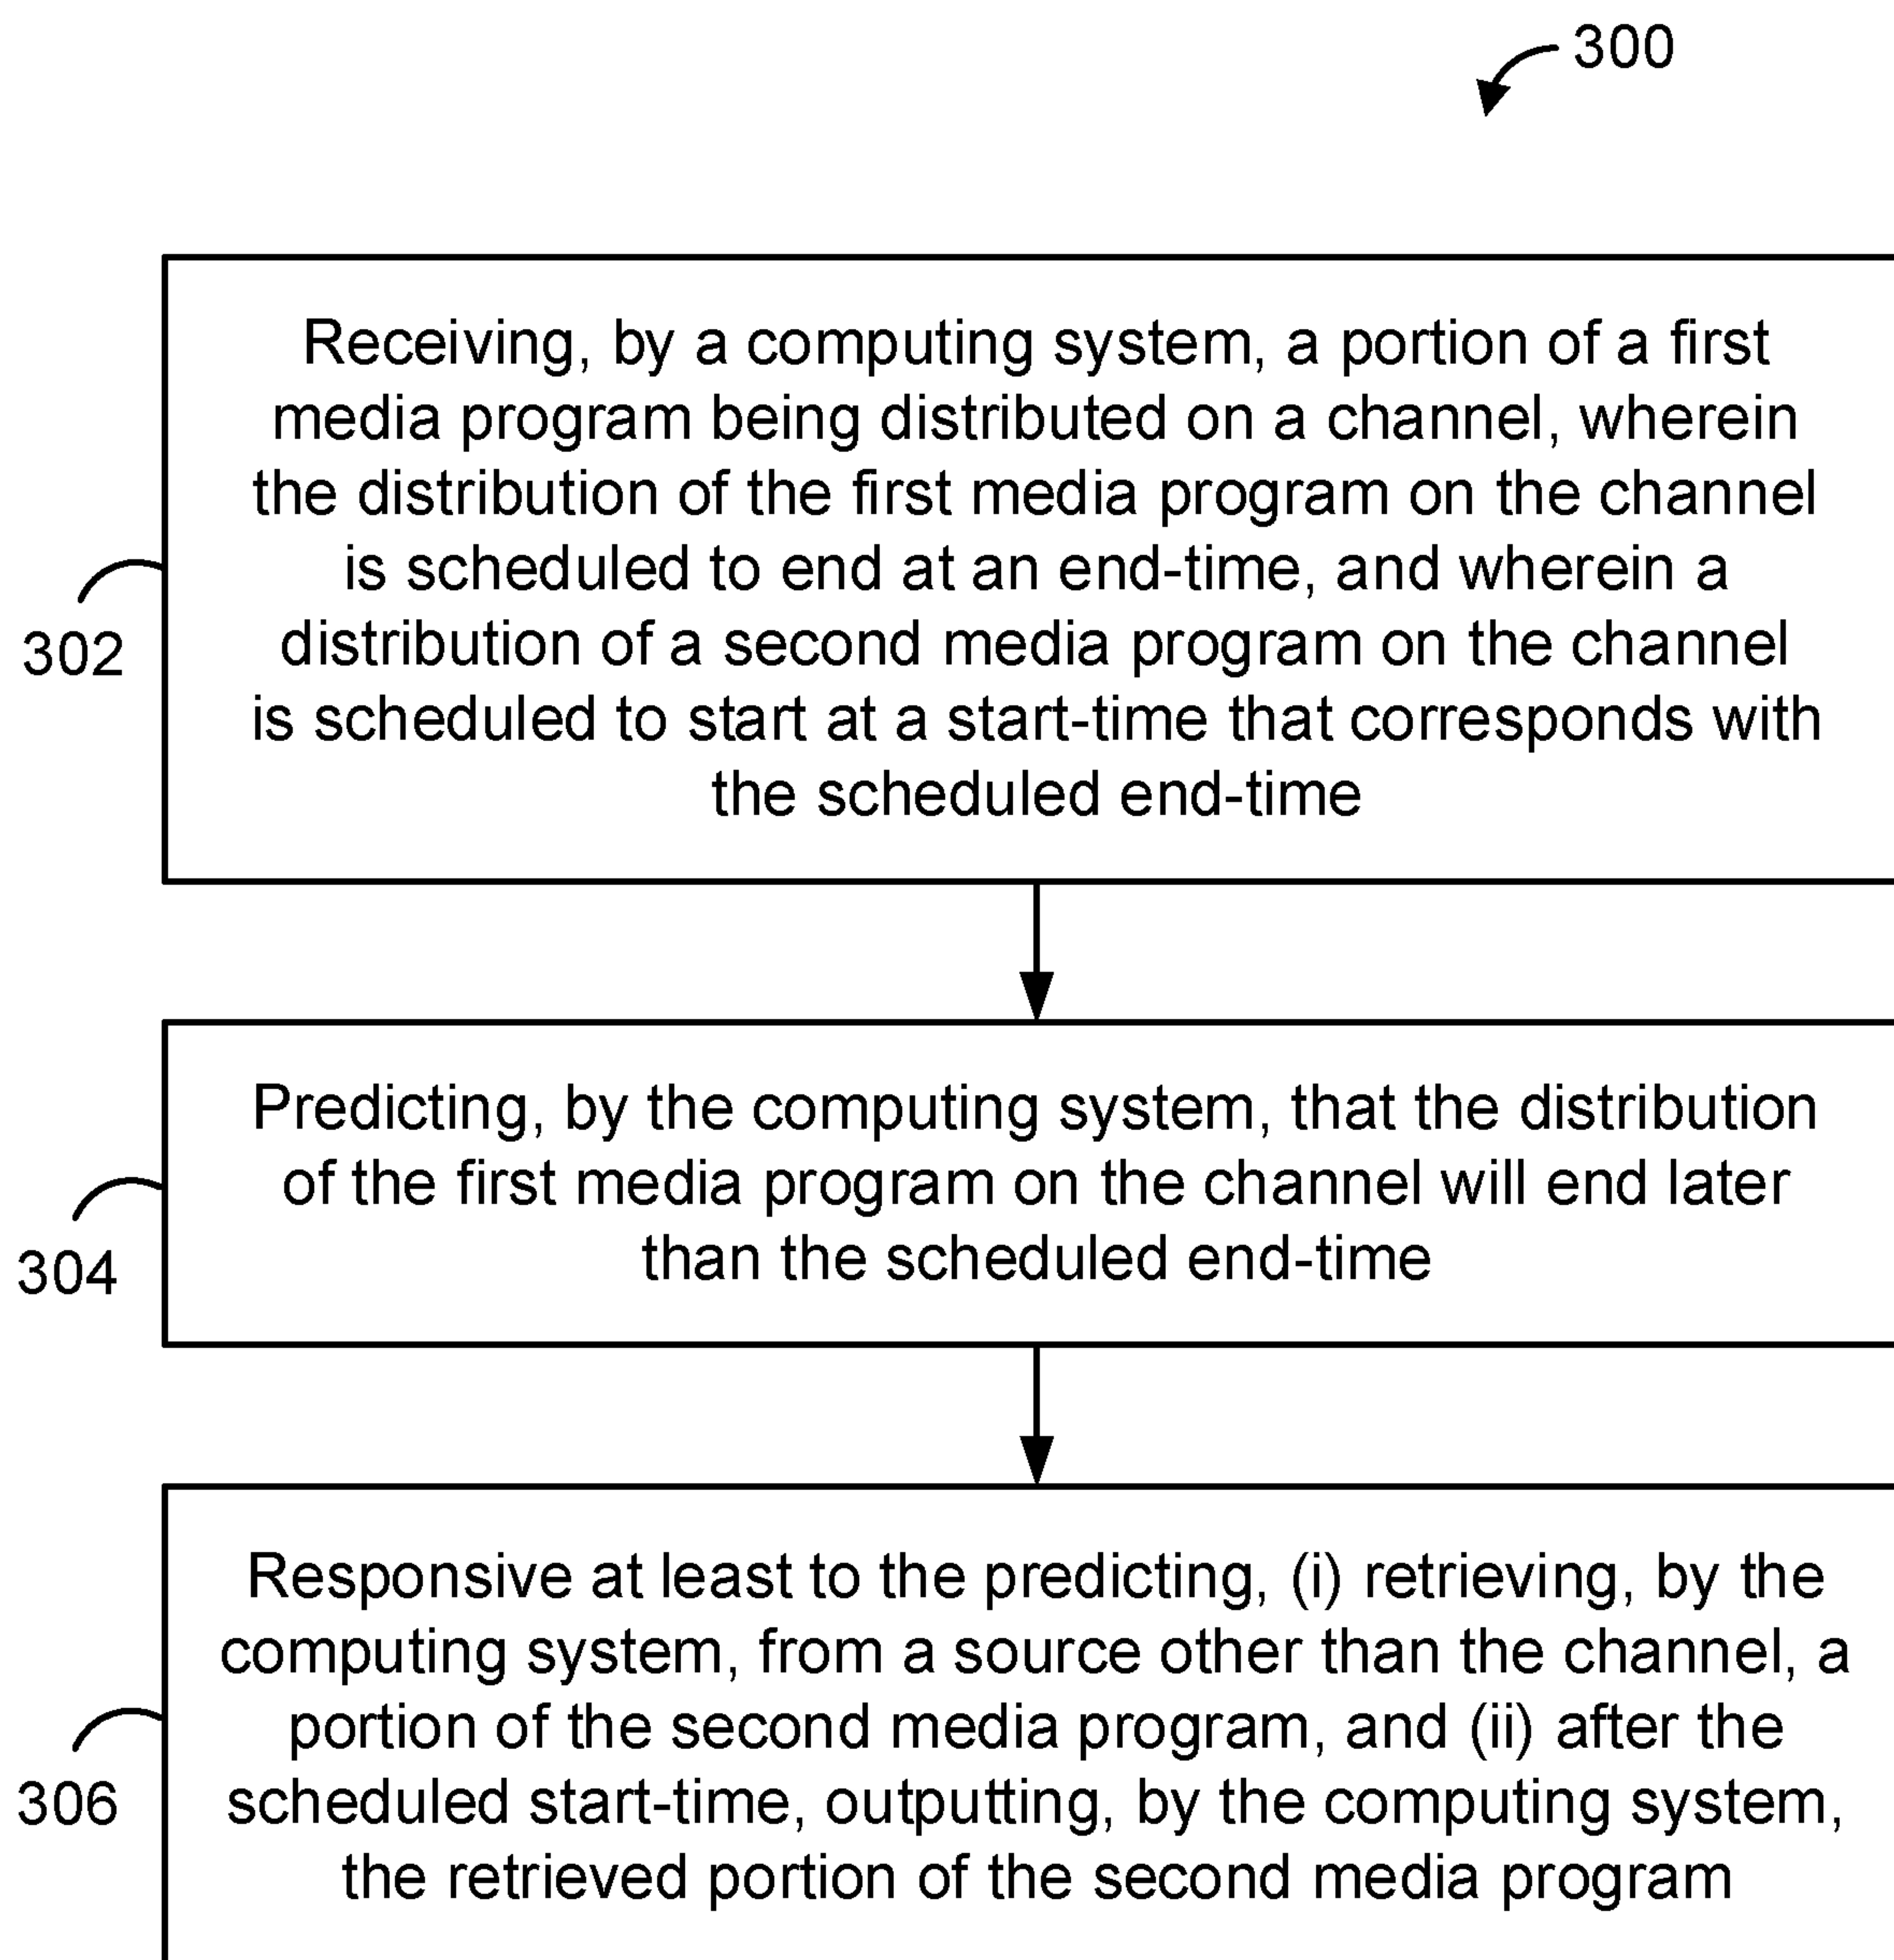 300
Receiving, by a computing system, a portion of a first
media program being distributed on a channel, wherein
the distribution of the first media program on the channel
is scheduled to end at an end-time, and wherein a
distribution of a second media program on the channel
is scheduled to start at a start-time that corresponds with
the scheduled end-time
302
Predicting, by the computing system, that the distribution
of the first media program on the channel will end later
than the scheduled end-time
304
Responsive at least to the predicting, (i) retrieving, by the
computing system, from a source other than the channel, a
portion of the second media program, and (ii) after the
scheduled start-time, outputting, by the computing system,
the retrieved portion of the second media program
306